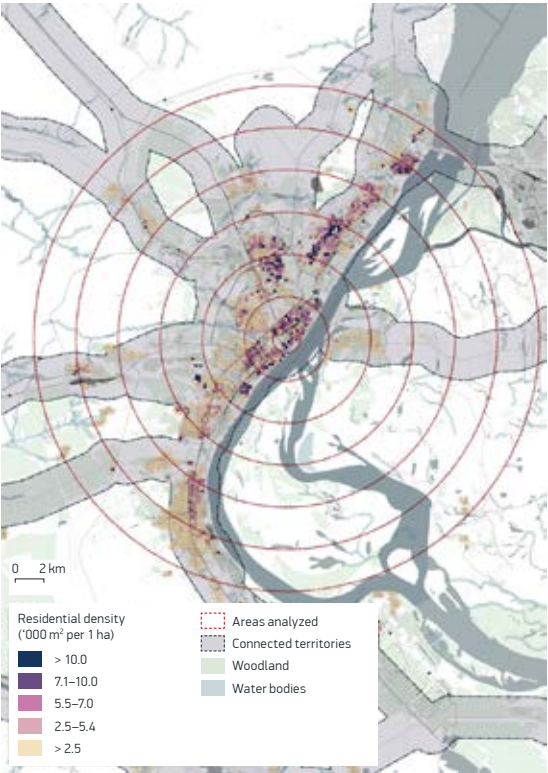 0 2 km
Residential density
('000 m² per 1 ha)
> 10.0
7.1–10.0
5.5–7.0
2.5–5.4
> 2.5
Areas analyzed
Connected territories
Woodland
Water bodies